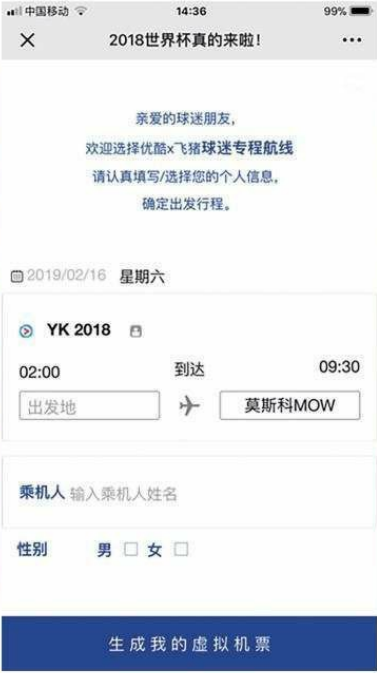 中国移动 14:36 99%
2018世界杯真的来啦!
亲爱的球迷朋友，
欢迎选择优酷x飞猪球迷专程航线
请认真填写/选择您的个人信息，
确定出发行程。
2019/02/16 星期六
YK 2018
02:00 到达 09:30
出发地 莫斯科MOW
乘机人 输入乘机人姓名
性别 男 女
生成我的虚拟机票